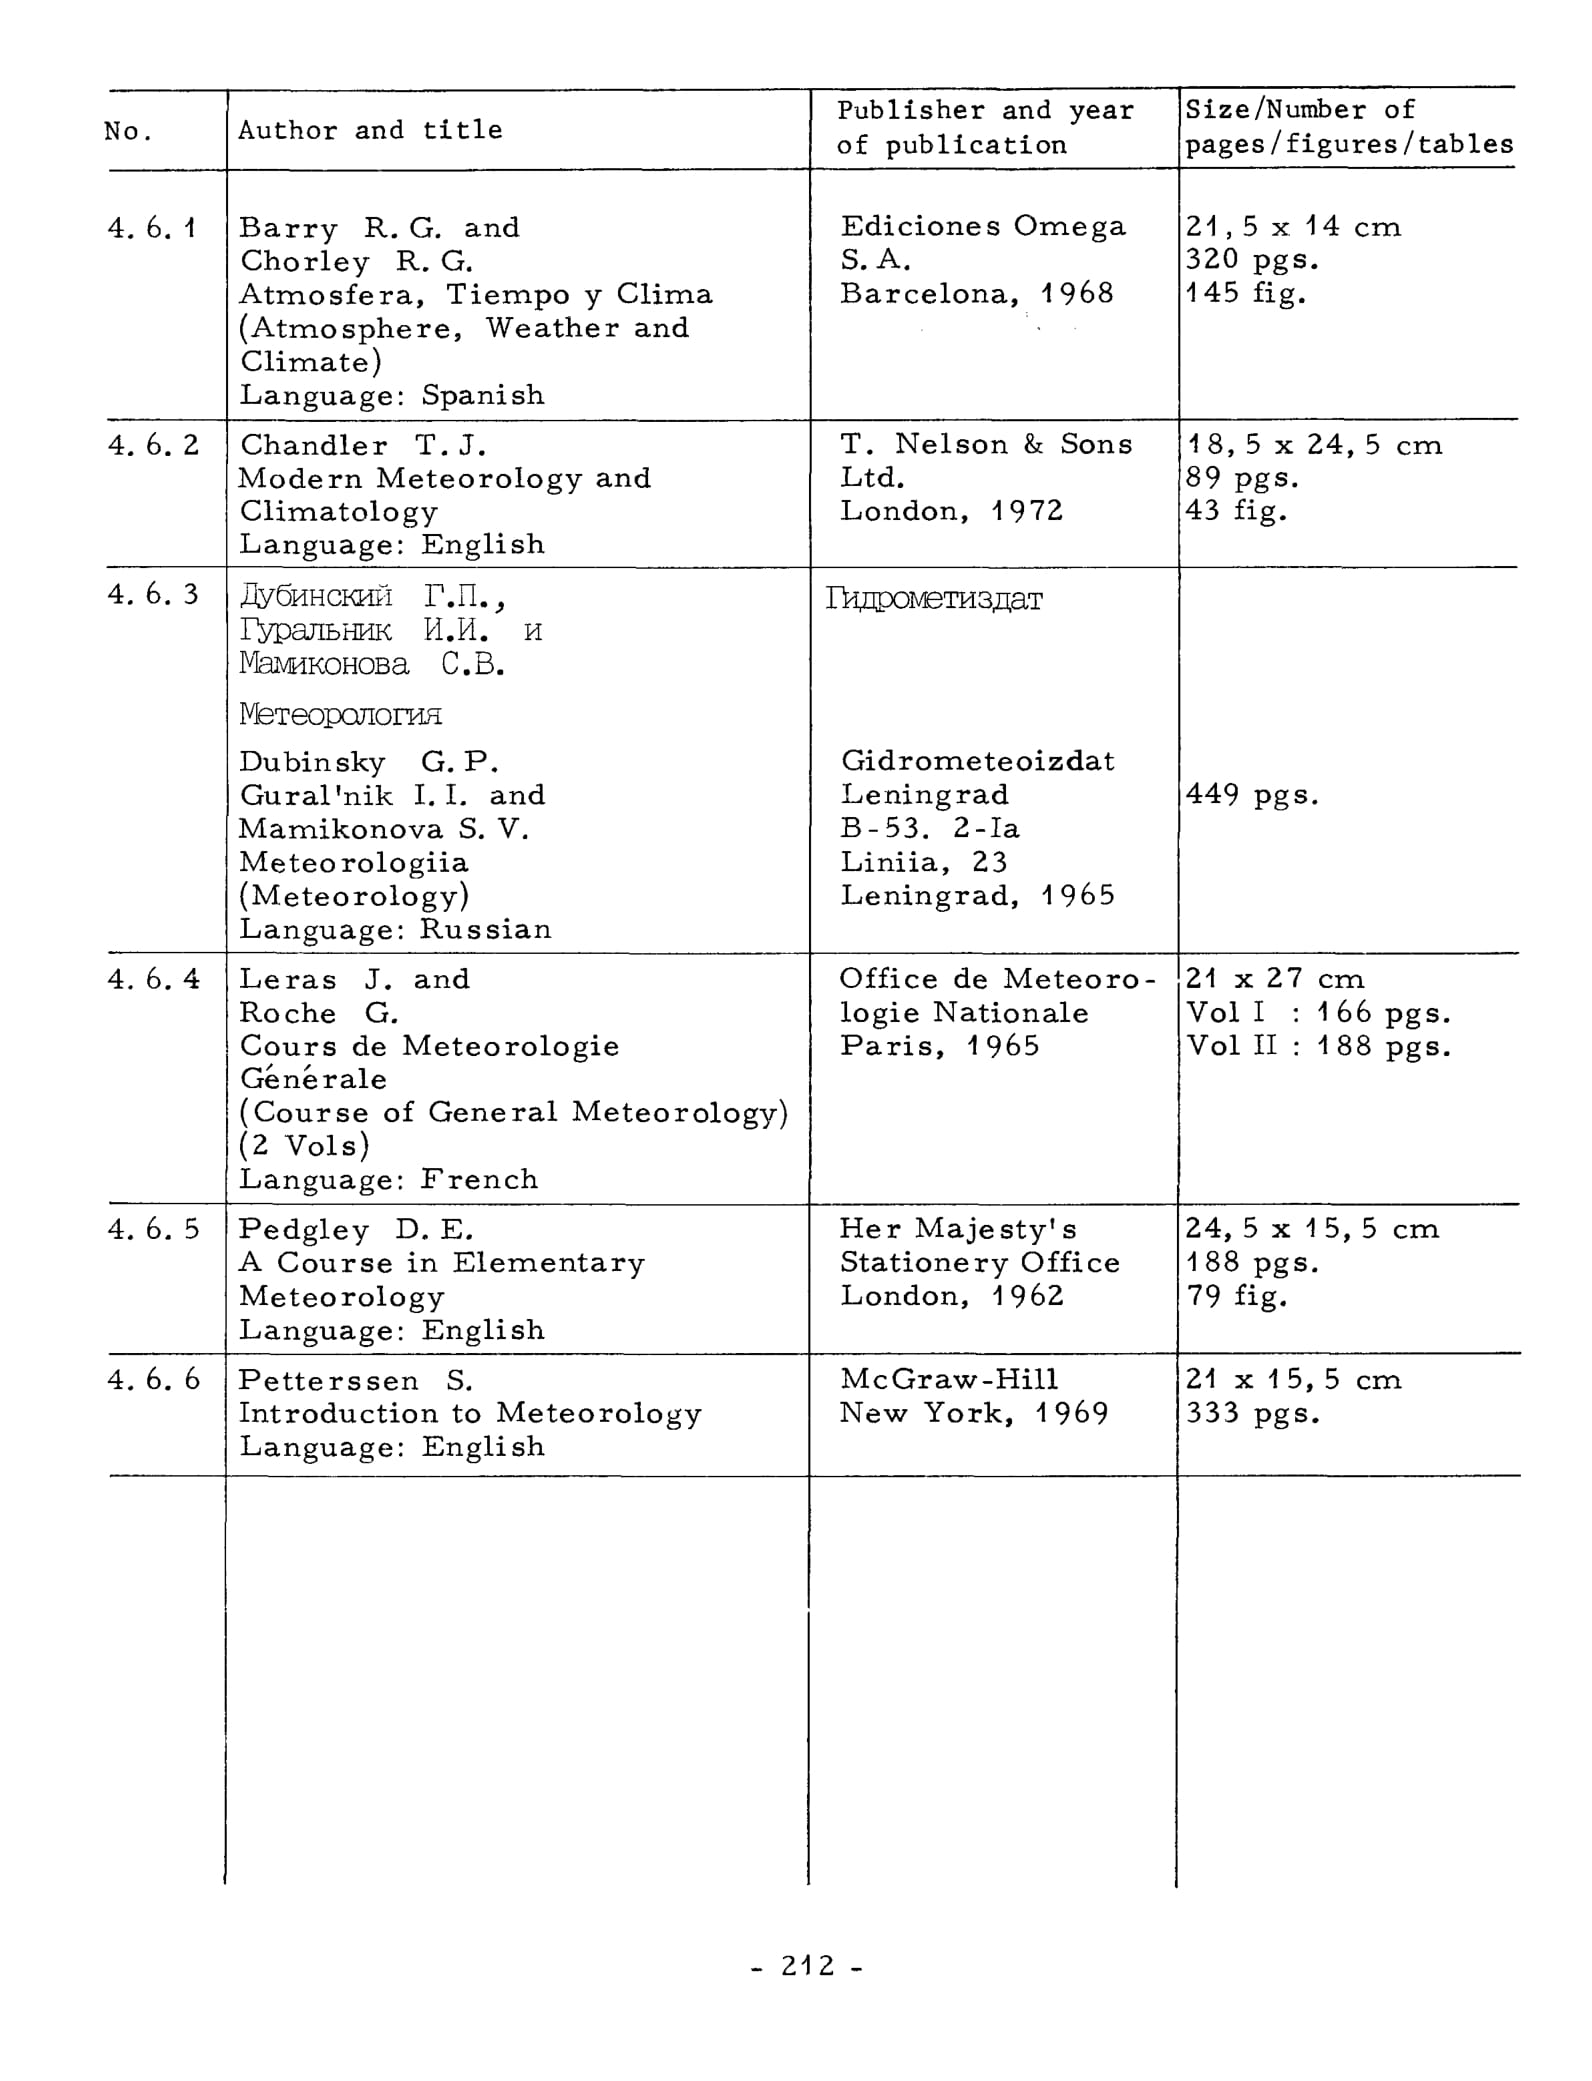 No.
Author and title
Publisher and year
of publication
Size/Number of
pages/figures/tables
4.6.1
Barry R.G. and
Chorley R.G.
Atmosfera, Tiempo y Clima
(Atmosphere, Weather and
Climate)
Language: Spanish
Ediciones Omega
S.A.
Barcelona, 1968
21,5 x 14 cm
320 pgs.
145 fig.
4.6.2
Chandler T.J.
Modern Meteorology and
Climatology
Language: English
T. Nelson & Sons
Ltd.
London, 1972
18,5 x 24,5 cm
89 pgs.
43 fig.
4.6.3
Дубинский Г.П.,
Гуральник И.И. и
Мамиконова С.В.
Метеорология
Dubinsky G.P.
Gural'nik I.I. and
Mamikonova S.V.
Meteorologiia
(Meteorology)
Language: Russian
Гидрометиздат
Gidrometeoizdat
Leningrad
B-53. 2-Ia
Liniia, 23
Leningrad, 1965
449 pgs.
4.6.4
Leras J. and
Roche G.
Cours de Meteorologie
Générale
(Course of General Meteorology)
(2 Vols)
Language: French
Office de Meteoro-
logie Nationale
Paris, 1965
21 x 27 cm
Vol I : 166 pgs.
Vol II : 188 pgs.
4.6.5
Pedgley D.E.
A Course in Elementary
Meteorology
Language: English
Her Majesty's
Stationery Office
London, 1962
24,5 x 15,5 cm
188 pgs.
79 fig.
4.6.6
Petterssen S.
Introduction to Meteorology
Language: English
McGraw-Hill
New York, 1969
21 x 15,5 cm
333 pgs.
- 212 -